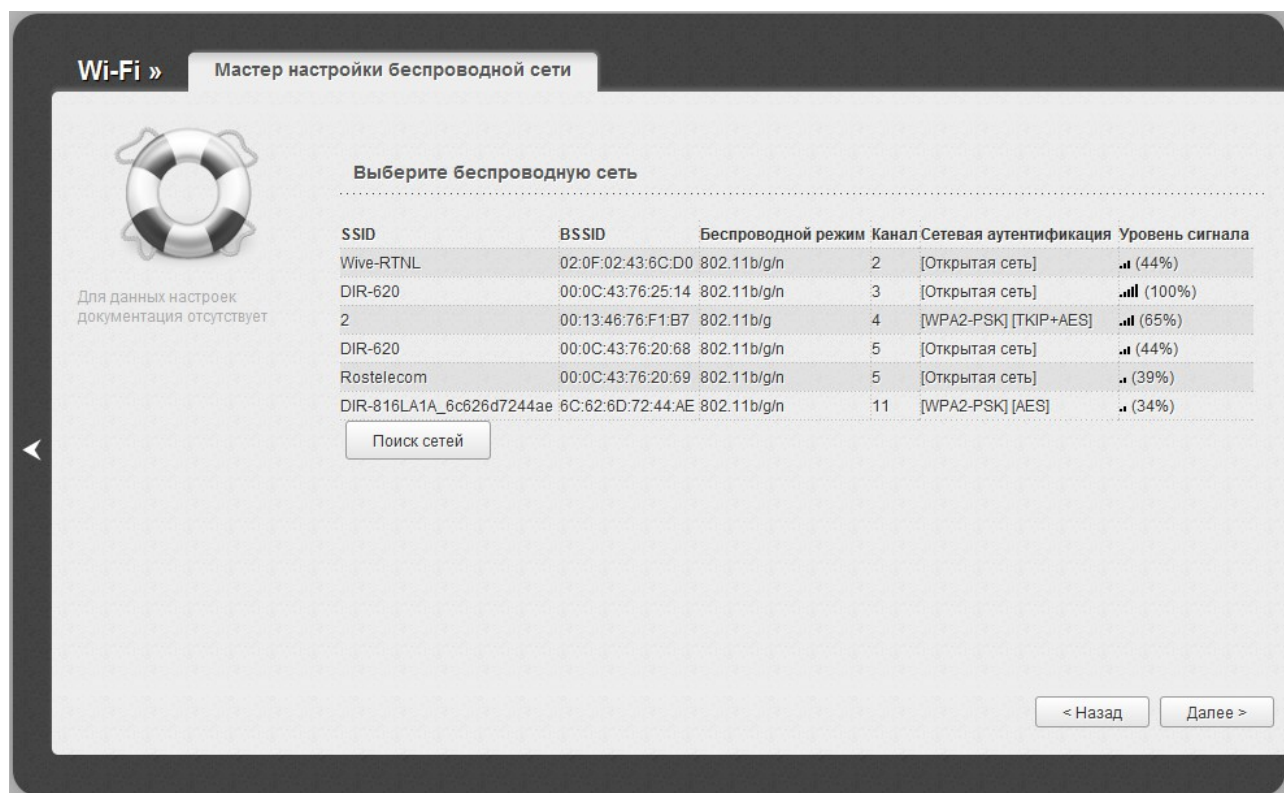 Wi-Fi »
Мастер настройки беспроводной сети
Для данных настроек
документация отсутствует
Выберите беспроводную сеть
SSID BSSID Беспроводной режим Канал Сетевая аутентификация Уровень сигнала
Wive-RTNL 02:0F:02:43:6C:D0 802.11b/g/n 2 [Открытая сеть] (44%)
DIR-620 00:0C:43:76:25:14 802.11b/g/n 3 [Открытая сеть] (100%)
2 00:13:46:76:F1:B7 802.11b/g 4 [WPA2-PSK] [TKIP+AES] (65%)
DIR-620 00:0C:43:76:20:68 802.11b/g/n 5 [Открытая сеть] (44%)
Rostelecom 00:0C:43:76:20:69 802.11b/g/n 5 [Открытая сеть] (39%)
DIR-816LA1A_6c626d7244ae 6C:62:6D:72:44:AE 802.11b/g/n 11 [WPA2-PSK] [AES] (34%)
Поиск сетей
< Назад
Далее >